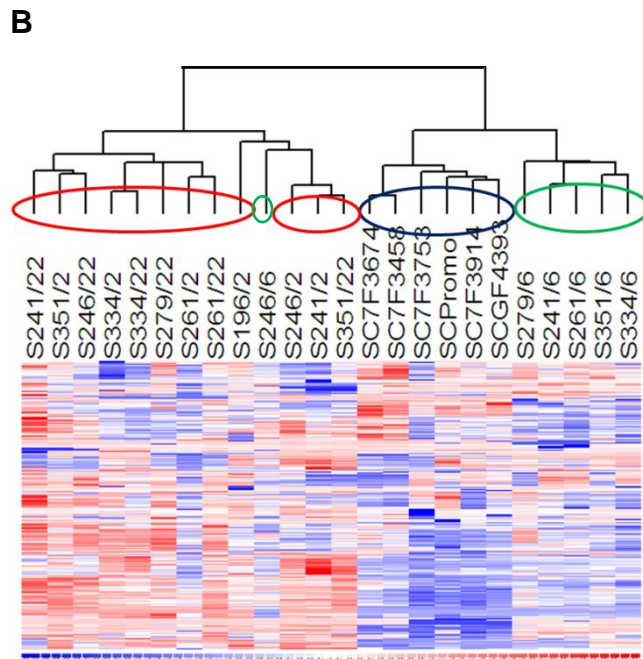 B
S241/22
S351/2
S246/22
S334/2
S334/22
S279/22
S261/2
S261/22
S196/2
S246/6
S246/2
S241/2
S351/22
SC7F3674
SC7F3458
SC7F3753
SCPromo
SC7F3914
SCGF4393
S279/6
S241/6
S261/6
S351/6
S334/6